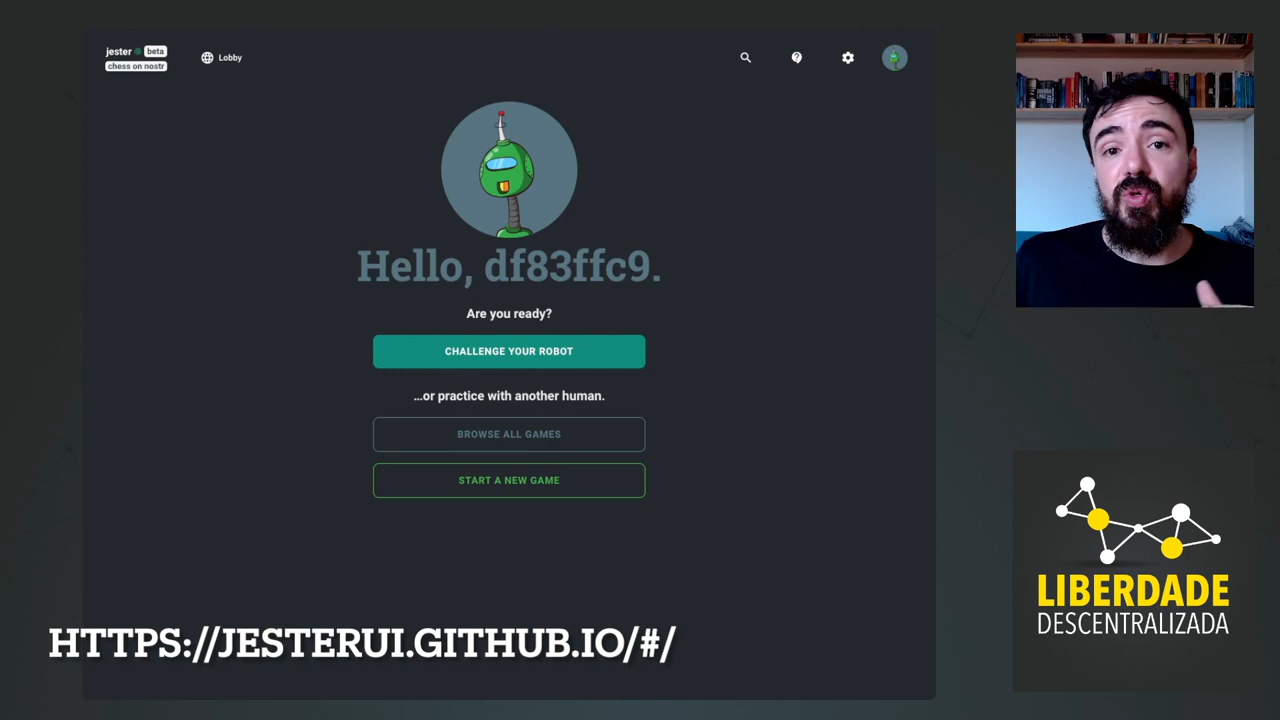 jester beta
chess on nostr
Lobby
Hello, df83ffc9.
Are you ready?
CHALLENGE YOUR ROBOT
...or practice with another human.
BROWSE ALL GAMES
START A NEW GAME
HTTPS://JESTERUI.GITHUB.IO/#/
LIBERDADE
DESCENTRALIZADA